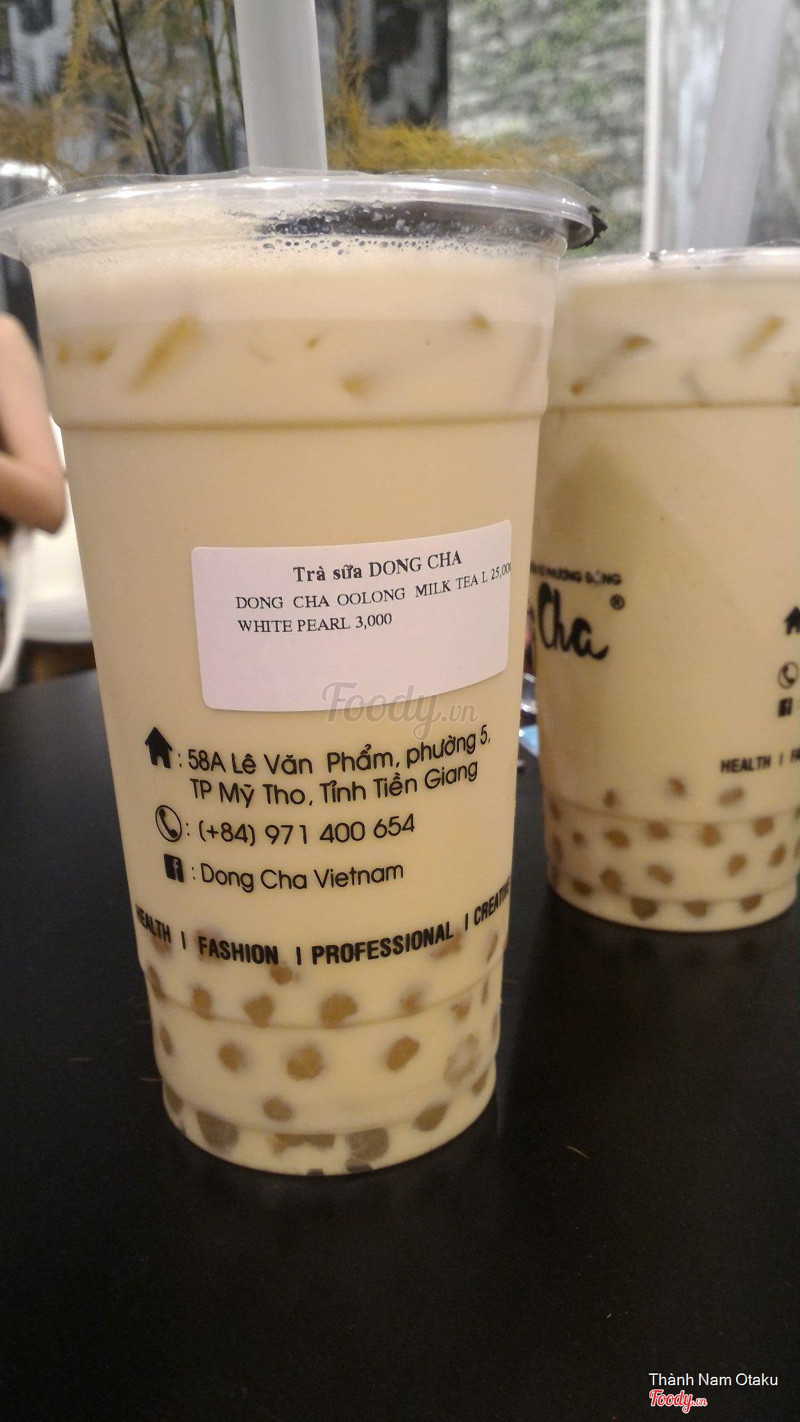 Trà sữa DONG CHA
DONG CHA OOLONG MILK TEA L 25,000
WHITE PEARL 3,000
Foody.vn
: 58A Lê Văn Phẩm, phường 5,
TP Mỹ Tho, Tỉnh Tiền Giang
: (+84) 971 400 654
: Dong Cha Vietnam
HEALTH I FASHION I PROFESSIONAL I CREATIVE
PHƯƠNG ĐÔNG
Cha ®
HEALTH I
Thành Nam Otaku
Foody.vn